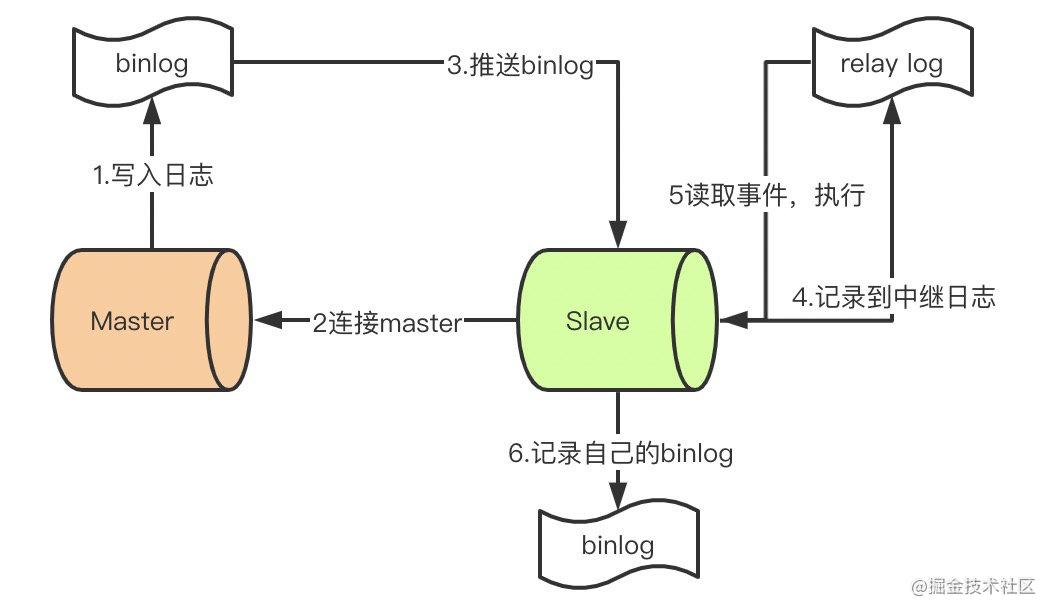 binlog
3.推送binlog
relay log
1.写入日志
5读取事件，执行
4.记录到中继日志
Master
2连接master
Slave
6.记录自己的binlog
binlog
@掘金技术社区